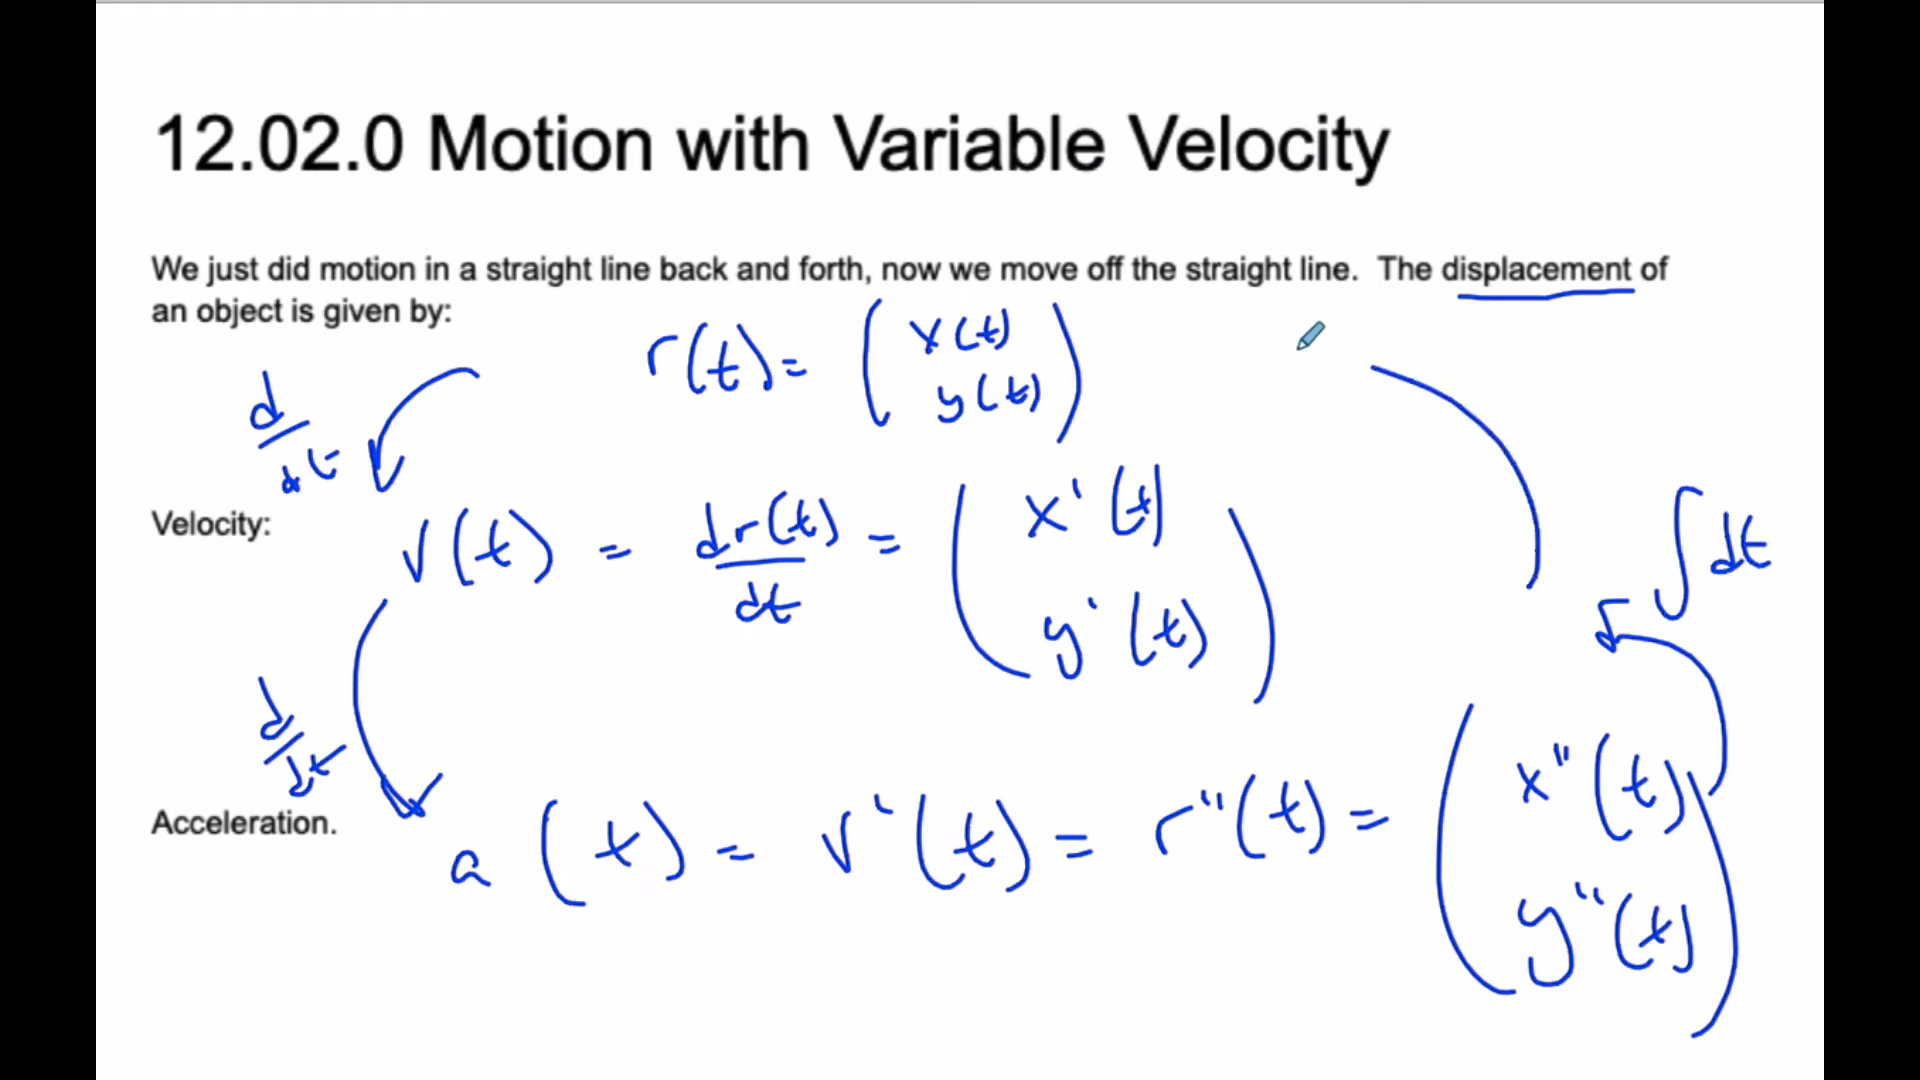 12.02.0 Motion with Variable Velocity
We just did motion in a straight line back and forth, now we move off the straight line. The displacement of
an object is given by:
r(t) = ( x(t)
y(t) )
d/dt
Velocity: v(t) = dr(t)/dt = ( x'(t)
y'(t) )
∫dt
d/dt
Acceleration. a(t) = v'(t) = r"(t) = ( x"(t)
y"(t) )